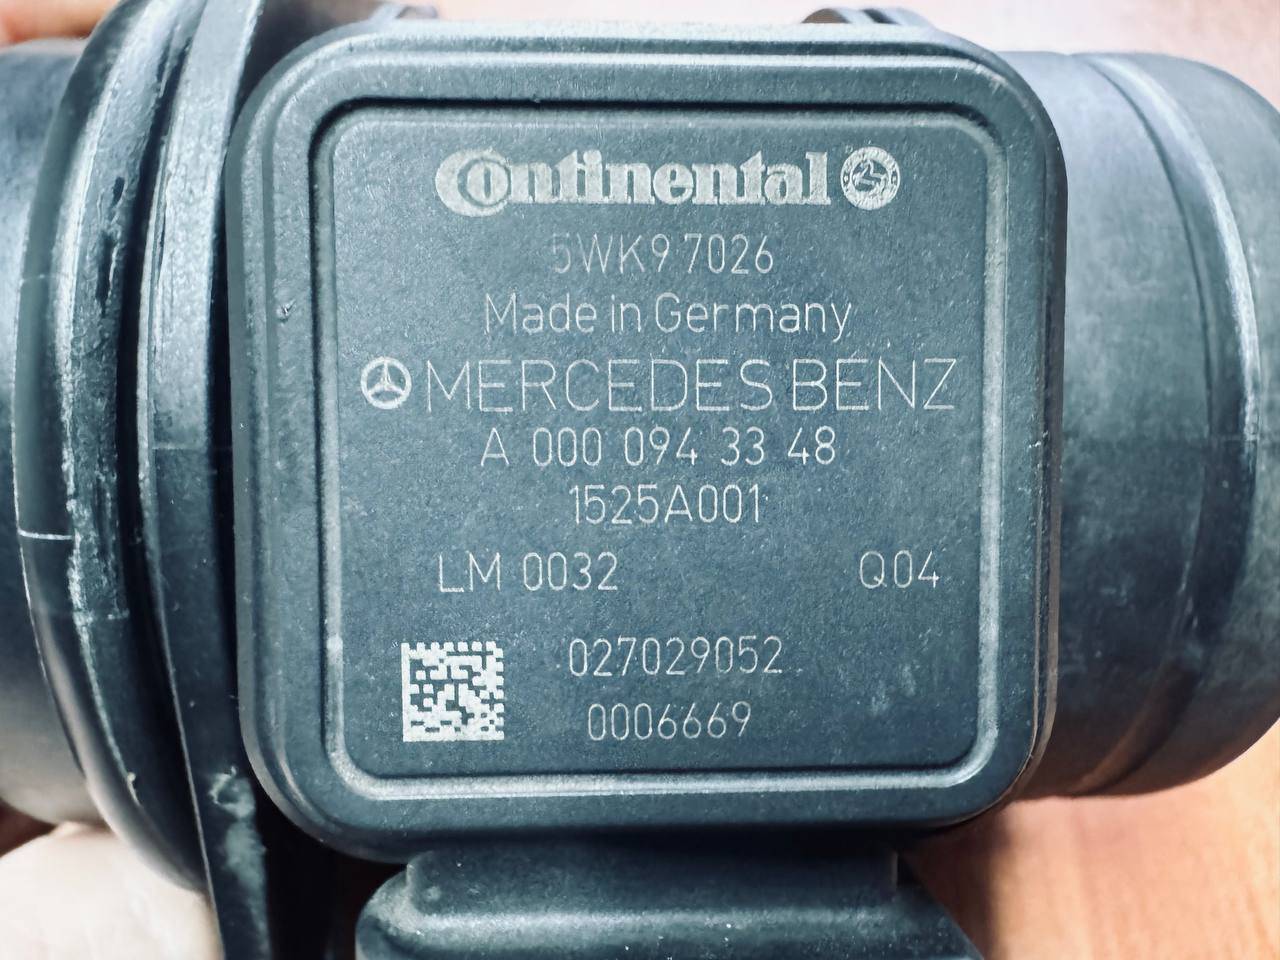 Continental
5WK9 7026
Made in Germany
MERCEDES BENZ
A 000 094 33 48
1525A001
LM 0032 Q04
027029052
0006669